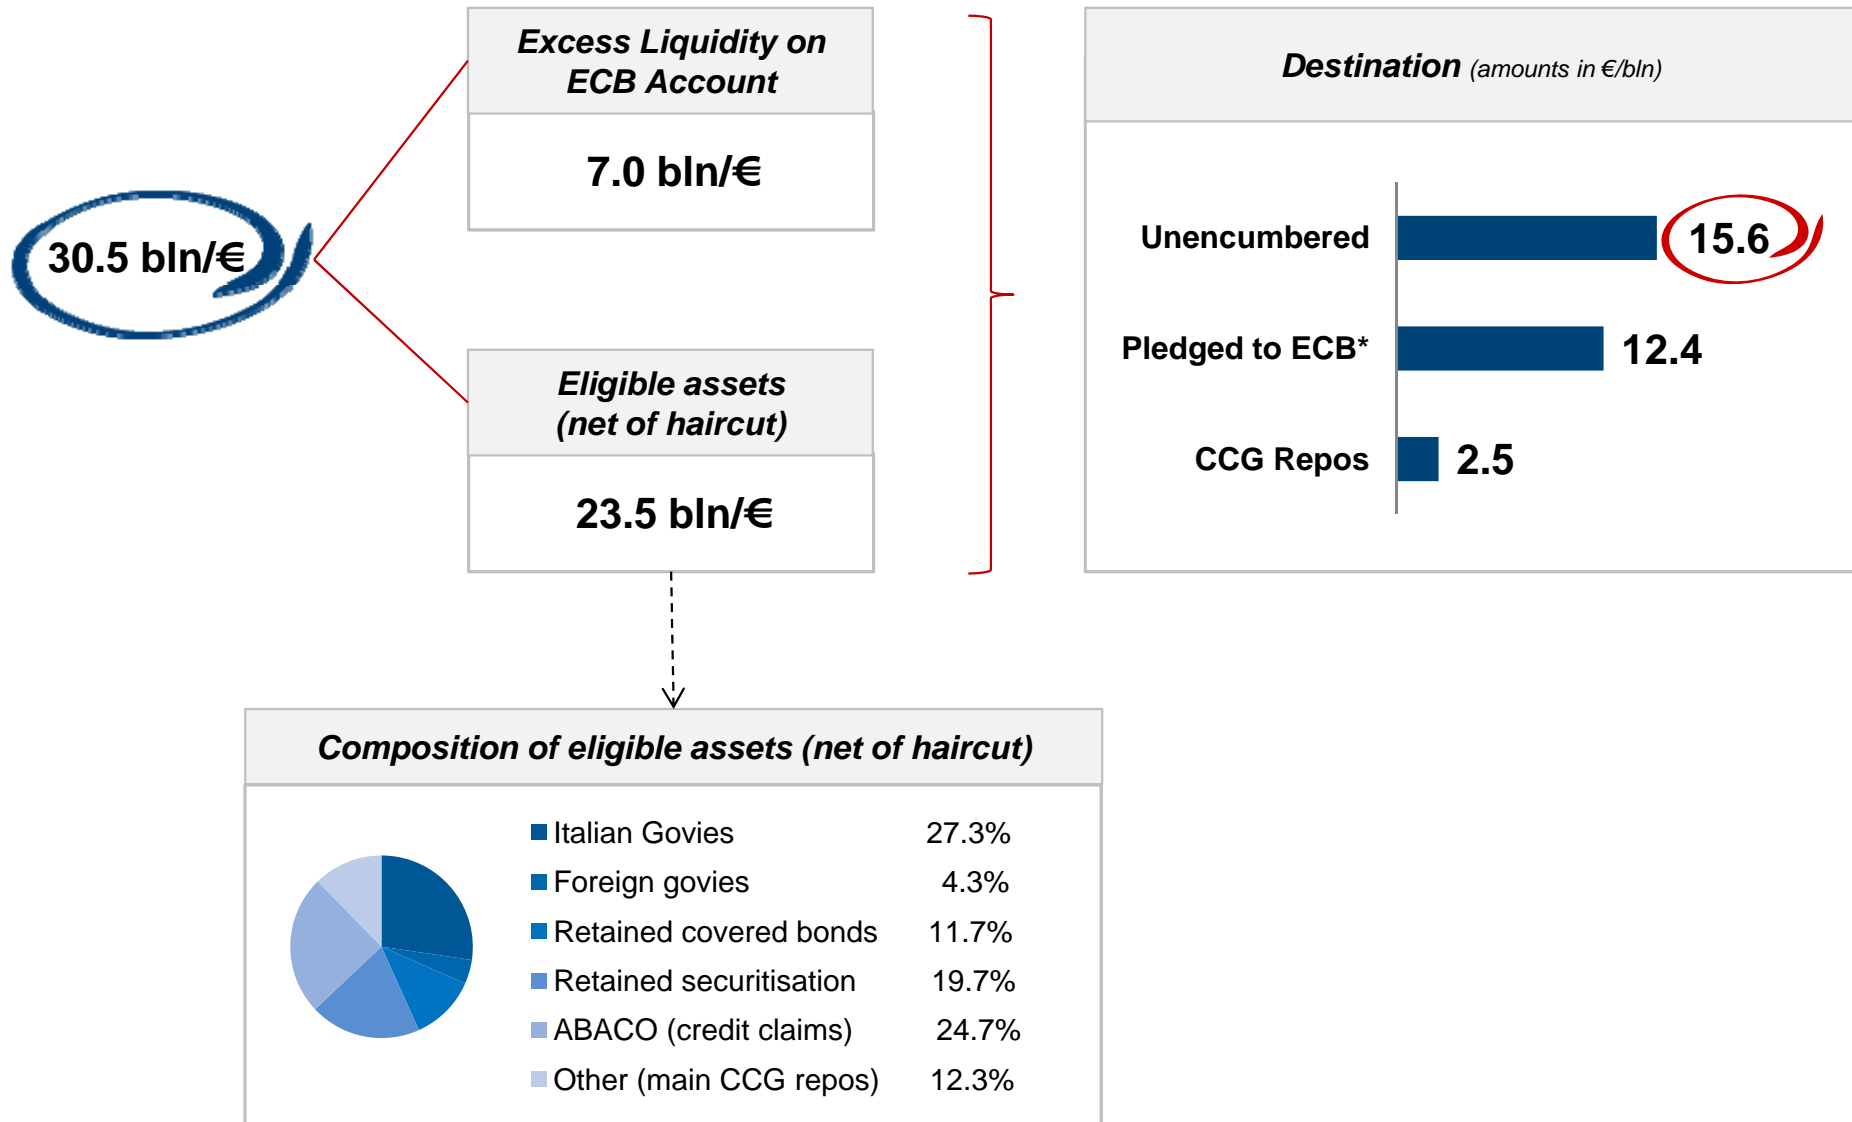 30.5 bln/€
Excess Liquidity on
ECB Account
7.0 bln/€
Eligible assets
(net of haircut)
23.5 bln/€
Destination (amounts in €/bln)
Unencumbered 15.6
Pledged to ECB* 12.4
CCG Repos 2.5
Composition of eligible assets (net of haircut)
Italian Govies 27.3%
Foreign govies 4.3%
Retained covered bonds 11.7%
Retained securitisation 19.7%
ABACO (credit claims) 24.7%
Other (main CCG repos) 12.3%